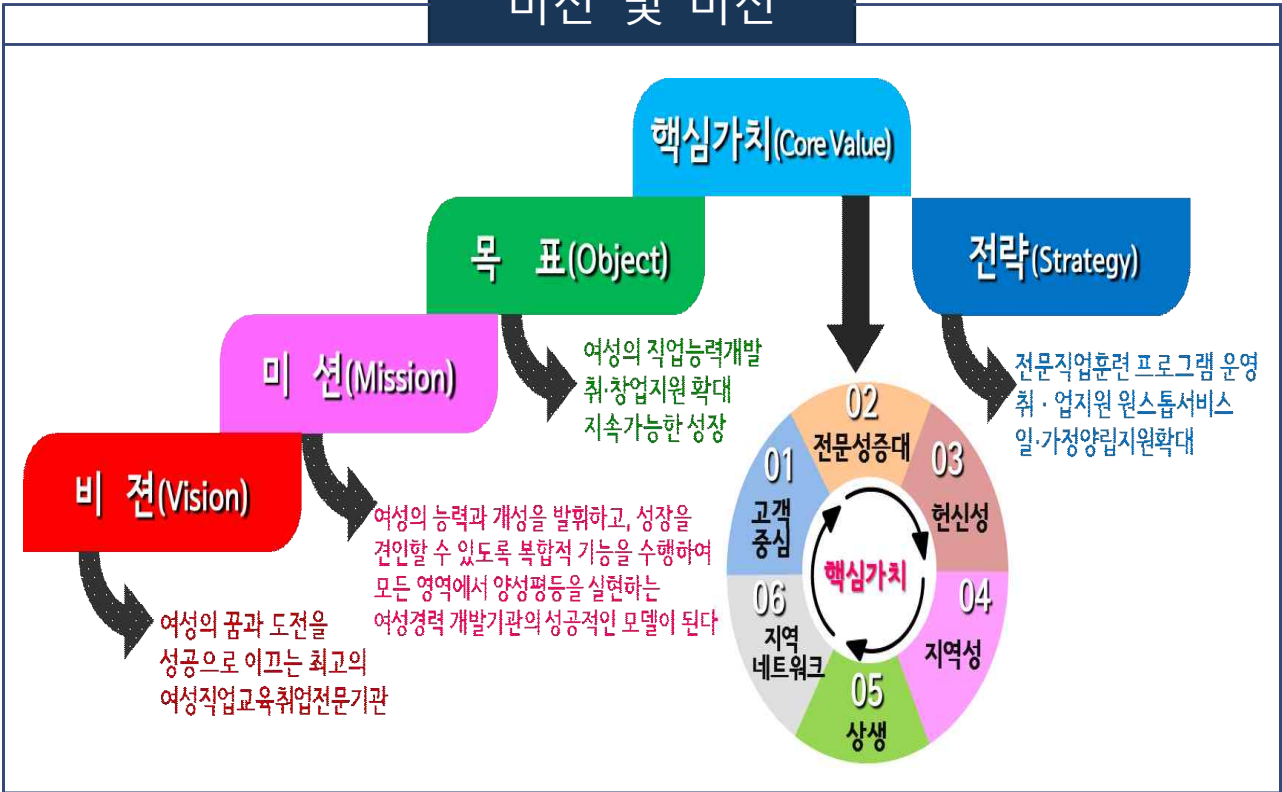 미션 및 비전
핵심가치(Core Value)
목 표(Object)
전략(Strategy)
미 션(Mission)
비 젼(Vision)
여성의 직업능력개발
취·창업지원 확대
지속가능한 성장
전문직업훈련 프로그램 운영
취·업지원 원스톱서비스
일·가정양립지원확대
여성의 능력과 개성을 발휘하고, 성장을
견인할 수 있도록 복합적 기능을 수행하여
모든 영역에서 양성평등을 실현하는
여성경력 개발기관의 성공적인 모델이 된다
여성의 꿈과 도전을
성공으로 이끄는 최고의
여성직업교육취업전문기관
01
고객
중심
02
전문성증대
03
헌신성
04
지역성
05
상생
06
지역
네트워크
핵심가치